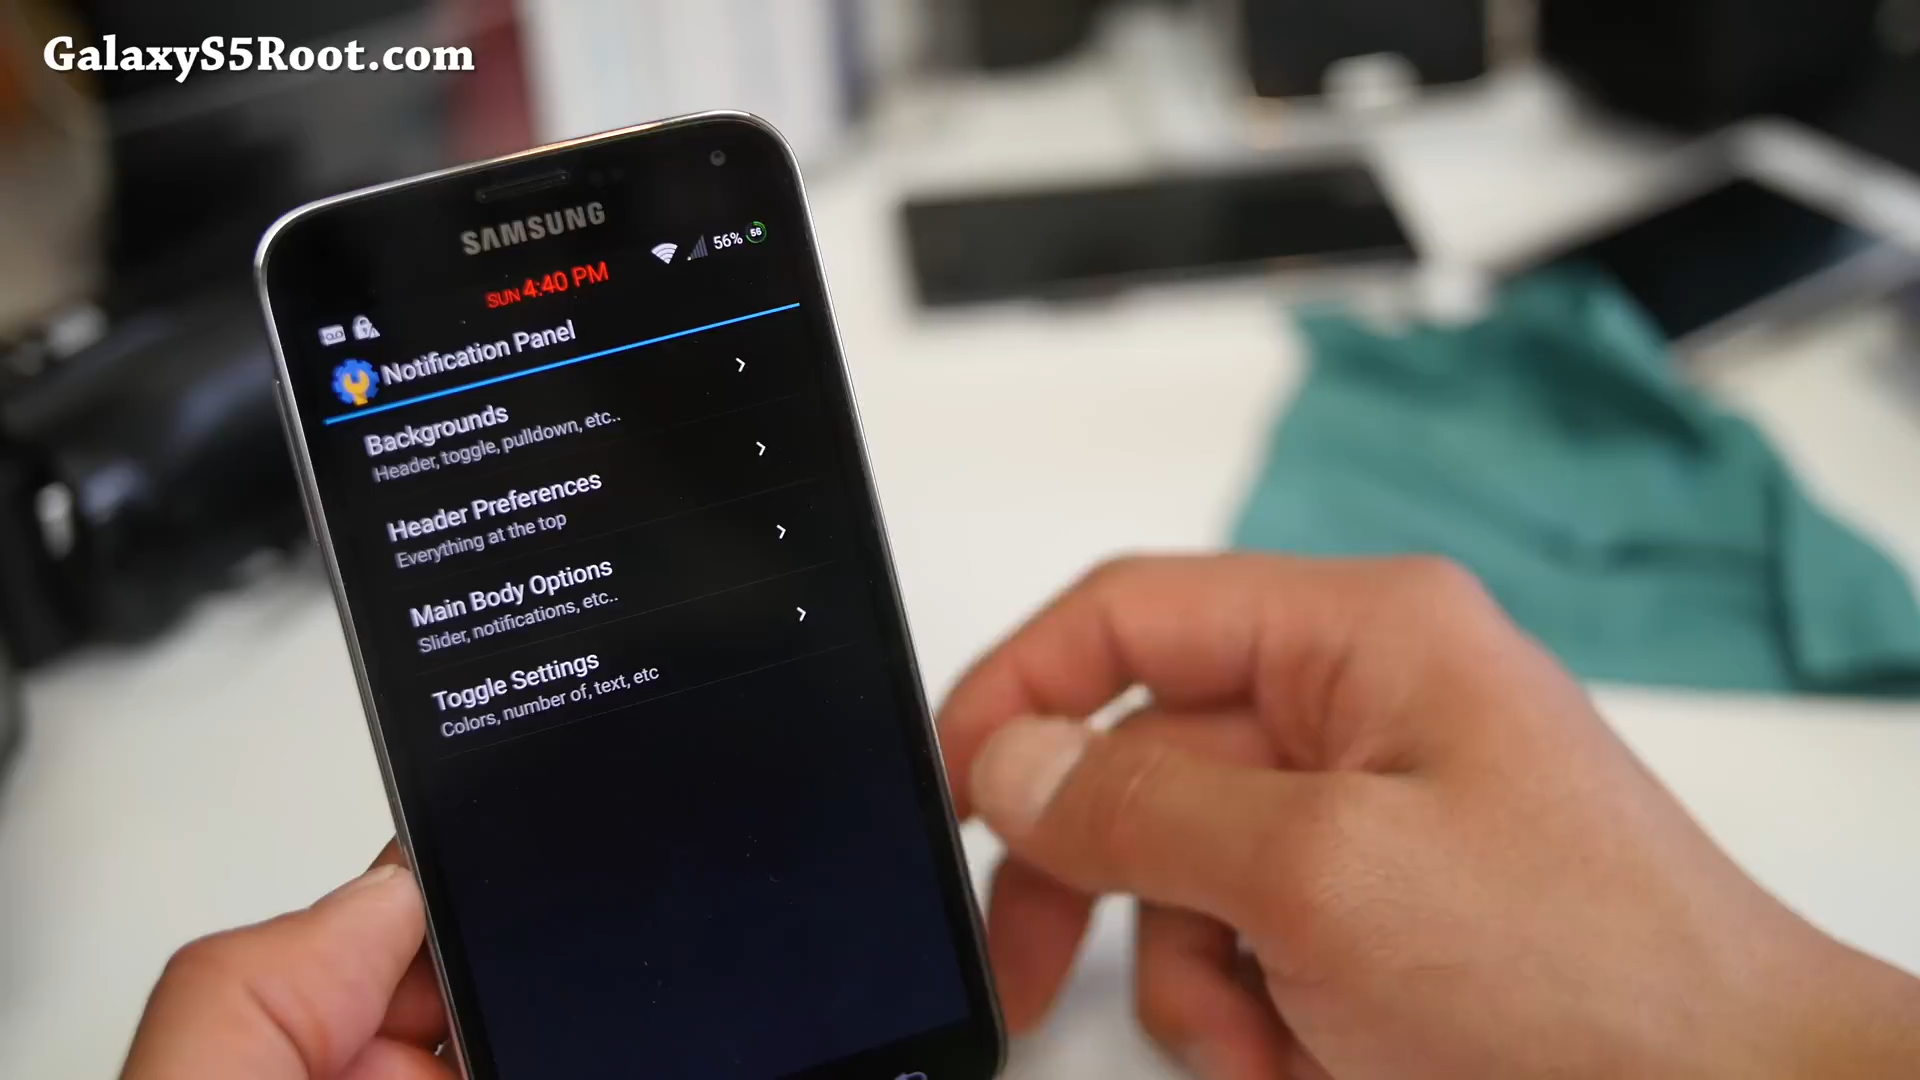 GalaxyS5Root.com
SAMSUNG
SUN 4:40 PM
56% 56
Notification Panel
Backgrounds
Header, toggle, pulldown, etc..
Header Preferences
Everything at the top
Main Body Options
Slider, notifications, etc..
Toggle Settings
Colors, number of, text, etc